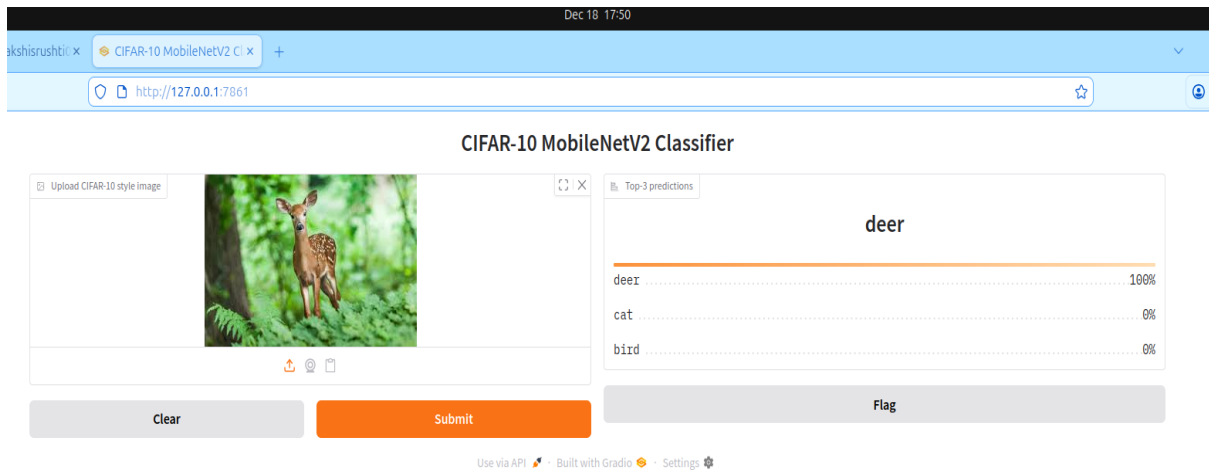 Dec 18 17:50
akshisrushti
CIFAR-10 MobileNetV2 Cl
http://127.0.0.1:7861
CIFAR-10 MobileNetV2 Classifier
Upload CIFAR-10 style image
Top-3 predictions
deer
deer 100%
cat 0%
bird 0%
Clear
Submit
Flag
Use via API · Built with Gradio · Settings